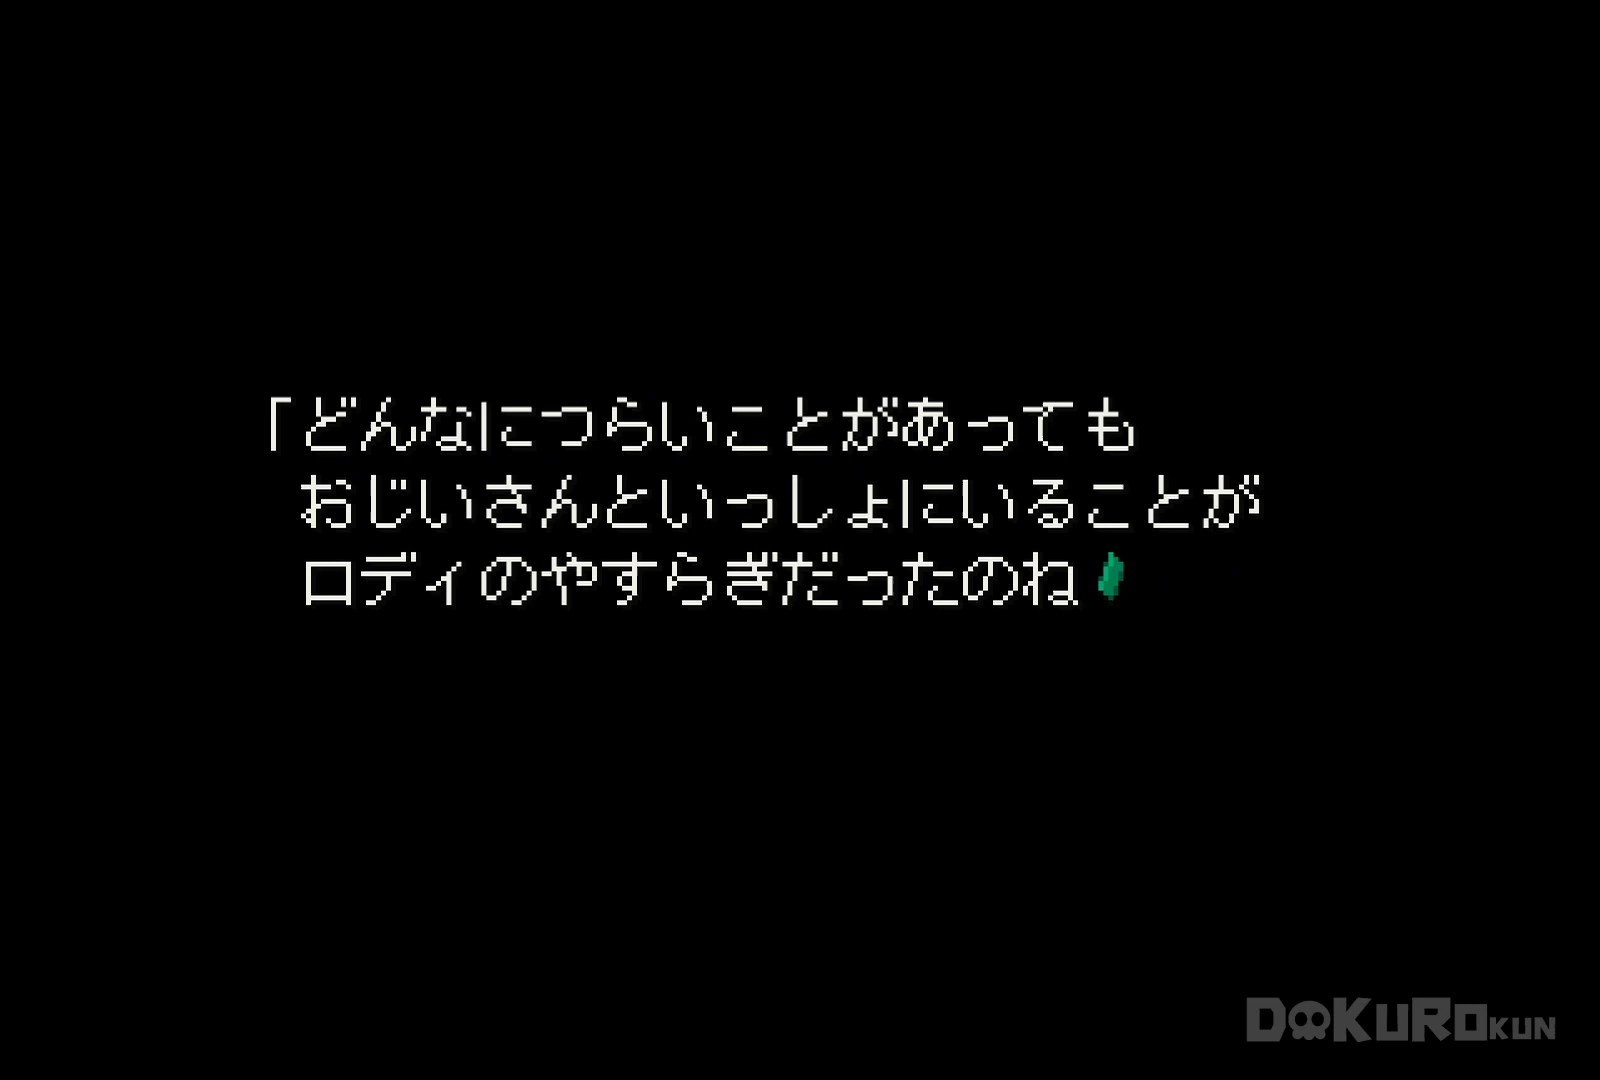 「どんなにつらいことがあっても
おじいさんといっしょにいることが
ロディのやすらぎだったのね
DOKUROKUN